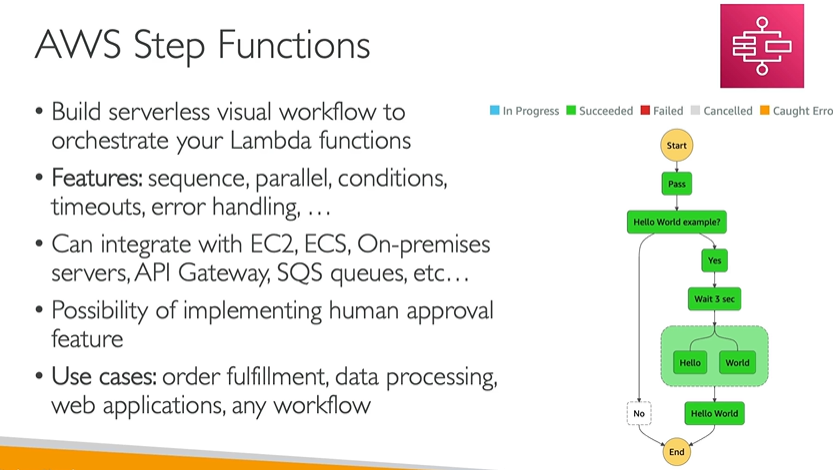 AWS Step Functions
• Build serverless visual workflow to
orchestrate your Lambda functions
• Features: sequence, parallel, conditions,
timeouts, error handling, …
• Can integrate with EC2, ECS, On-premises
servers, API Gateway, SQS queues, etc…
• Possibility of implementing human approval
feature
• Use cases: order fulfillment, data processing,
web applications, any workflow
In Progress Succeeded Failed Cancelled Caught Erro
Start
Pass
Hello World example?
Yes
Wait 3 sec
Hello World
No Hello World
End